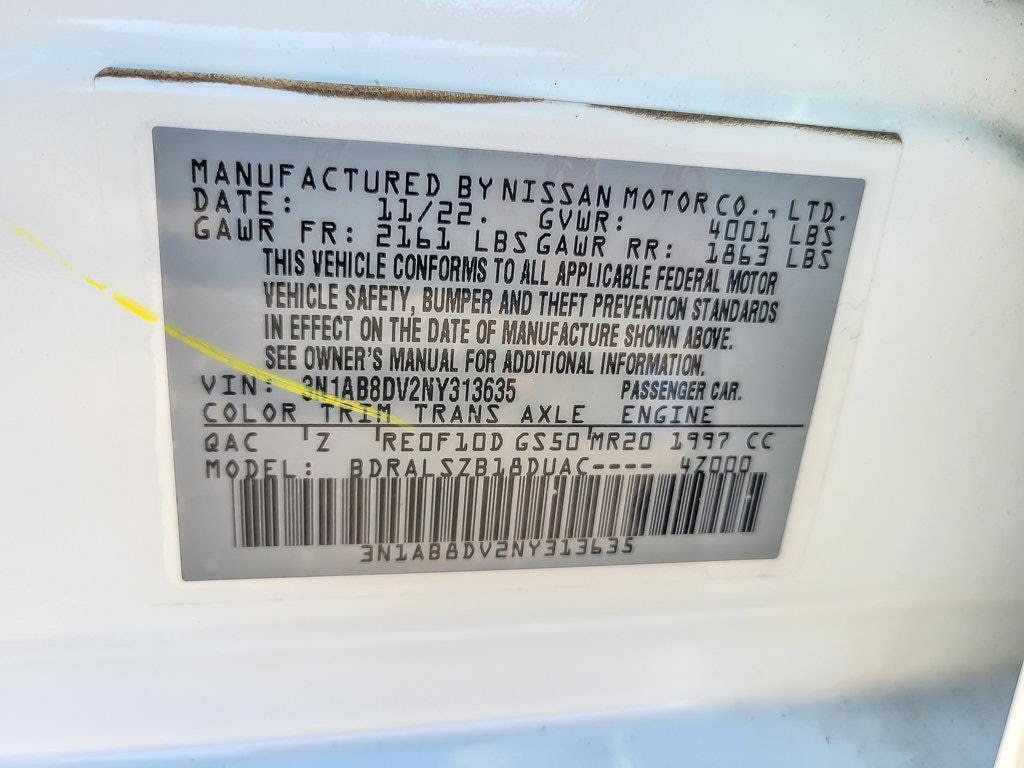 MANUFACTURED BY NISSAN MOTOR CO., LTD.
DATE: 11/22. GVWR: 4001 LBS
GAWR FR: 2161 LBS GAWR RR: 1863 LBS
THIS VEHICLE CONFORMS TO ALL APPLICABLE FEDERAL MOTOR
VEHICLE SAFETY, BUMPER AND THEFT PREVENTION STANDARDS
IN EFFECT ON THE DATE OF MANUFACTURE SHOWN ABOVE.
SEE OWNER'S MANUAL FOR ADDITIONAL INFORMATION.
VIN: 3N1AB8DV2NY313635 PASSENGER CAR.
COLOR TRIM TRANS AXLE ENGINE
QAC Z RE0F10D GS50 MR20 1997 CC
MODEL: BDRALSZB18DUAC---- 4Z000
3N1AB8DV2NY313635